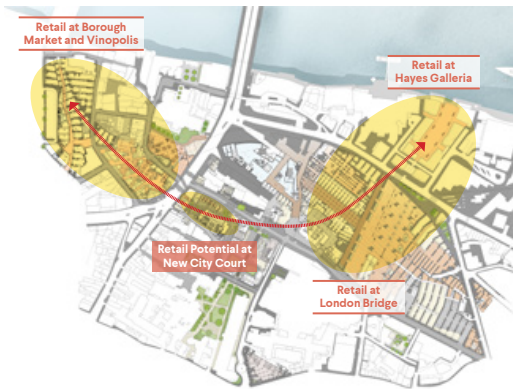 Retail at Borough
Market and Vinopolis
Retail at
Hayes Galleria
Retail Potential at
New City Court
Retail at
London Bridge